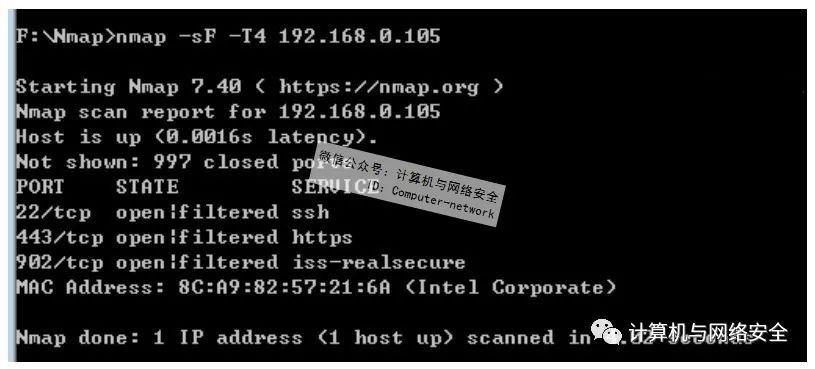 F:\Nmap>nmap -sF -T4 192.168.0.105
Starting Nmap 7.40 ( https://nmap.org )
Nmap scan report for 192.168.0.105
Host is up (0.0016s latency).
Not shown: 997 closed ports
PORT STATE SERVICE
22/tcp open|filtered ssh
443/tcp open|filtered https
902/tcp open|filtered iss-realsecure
MAC Address: 8C:A9:82:57:21:6A (Intel Corporate)
Nmap done: 1 IP address (1 host up) scanned in seconds
微信公众号：计算机与网络安全
ID：Computer-network
计算机与网络安全